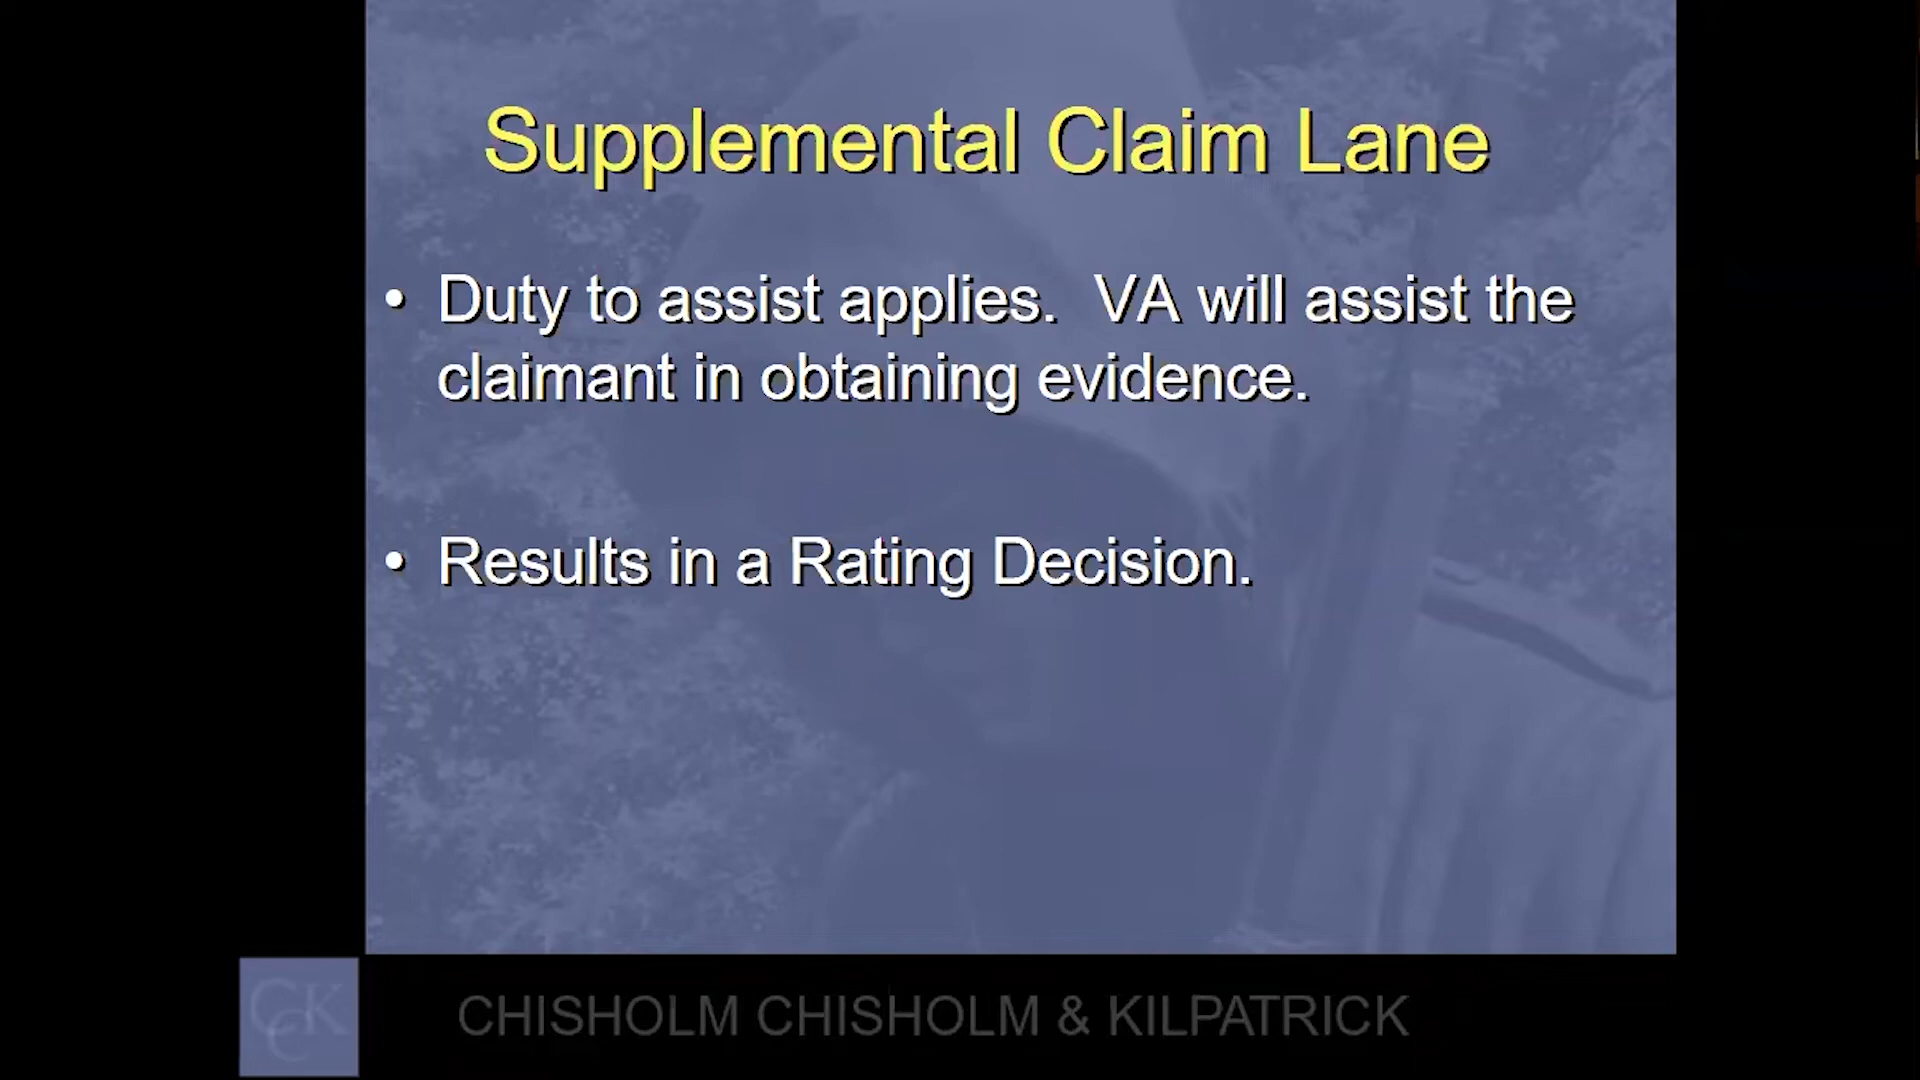 Supplemental Claim Lane
• Duty to assist applies.  VA will assist the
claimant in obtaining evidence.
• Results in a Rating Decision.
CCK
CHISHOLM CHISHOLM & KILPATRICK